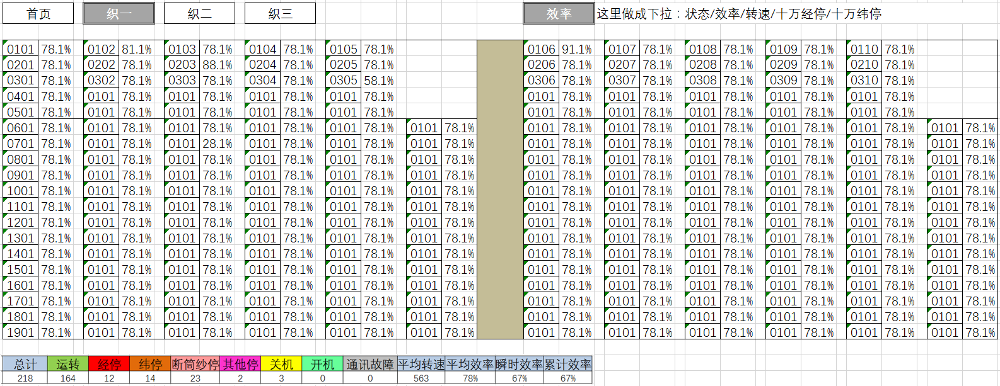 首页 织一 织二 织三 效率 这里做成下拉：状态/效率/转速/十万经停/十万纬停
0101 78.1% 0102 81.1% 0103 78.1% 0104 78.1% 0105 78.1% 0106 91.1% 0107 78.1% 0108 78.1% 0109 78.1% 0110 78.1%
0201 78.1% 0202 78.1% 0203 88.1% 0204 78.1% 0205 78.1% 0206 78.1% 0207 78.1% 0208 78.1% 0209 78.1% 0210 78.1%
0301 78.1% 0302 78.1% 0303 78.1% 0304 78.1% 0305 58.1% 0306 78.1% 0307 78.1% 0308 78.1% 0309 78.1% 0310 78.1%
0401 78.1% 0101 78.1% 0101 78.1% 0101 78.1% 0101 78.1% 0101 78.1% 0101 78.1% 0101 78.1% 0101 78.1% 0101 78.1%
0501 78.1% 0101 78.1% 0101 78.1% 0101 78.1% 0101 78.1% 0101 78.1% 0101 78.1% 0101 78.1% 0101 78.1% 0101 78.1%
0601 78.1% 0101 78.1% 0101 78.1% 0101 78.1% 0101 78.1% 0101 78.1% 0101 78.1% 0101 78.1% 0101 78.1% 0101 78.1% 0101 78.1% 0101 78.1%
0701 78.1% 0101 78.1% 0101 28.1% 0101 78.1% 0101 78.1% 0101 78.1% 0101 78.1% 0101 78.1% 0101 78.1% 0101 78.1% 0101 78.1% 0101 78.1%
0801 78.1% 0101 78.1% 0101 78.1% 0101 78.1% 0101 78.1% 0101 78.1% 0101 78.1% 0101 78.1% 0101 78.1% 0101 78.1% 0101 78.1% 0101 78.1%
0901 78.1% 0101 78.1% 0101 78.1% 0101 78.1% 0101 78.1% 0101 78.1% 0101 78.1% 0101 78.1% 0101 78.1% 0101 78.1% 0101 78.1% 0101 78.1%
1001 78.1% 0101 78.1% 0101 78.1% 0101 78.1% 0101 78.1% 0101 78.1% 0101 78.1% 0101 78.1% 0101 78.1% 0101 78.1% 0101 78.1% 0101 78.1%
1101 78.1% 0101 78.1% 0101 78.1% 0101 78.1% 0101 78.1% 0101 78.1% 0101 78.1% 0101 78.1% 0101 78.1% 0101 78.1% 0101 78.1% 0101 78.1%
1201 78.1% 0101 78.1% 0101 78.1% 0101 78.1% 0101 78.1% 0101 78.1% 0101 78.1% 0101 78.1% 0101 78.1% 0101 78.1% 0101 78.1% 0101 78.1%
1301 78.1% 0101 78.1% 0101 78.1% 0101 78.1% 0101 78.1% 0101 78.1% 0101 78.1% 0101 78.1% 0101 78.1% 0101 78.1% 0101 78.1% 0101 78.1%
1401 78.1% 0101 78.1% 0101 78.1% 0101 78.1% 0101 78.1% 0101 78.1% 0101 78.1% 0101 78.1% 0101 78.1% 0101 78.1% 0101 78.1% 0101 78.1%
1501 78.1% 0101 78.1% 0101 78.1% 0101 78.1% 0101 78.1% 0101 78.1% 0101 78.1% 0101 78.1% 0101 78.1% 0101 78.1% 0101 78.1% 0101 78.1%
1601 78.1% 0101 78.1% 0101 78.1% 0101 78.1% 0101 78.1% 0101 78.1% 0101 78.1% 0101 78.1% 0101 78.1% 0101 78.1% 0101 78.1% 0101 78.1%
1701 78.1% 0101 78.1% 0101 78.1% 0101 78.1% 0101 78.1% 0101 78.1% 0101 78.1% 0101 78.1% 0101 78.1% 0101 78.1% 0101 78.1% 0101 78.1%
1801 78.1% 0101 78.1% 0101 78.1% 0101 78.1% 0101 78.1% 0101 78.1% 0101 78.1% 0101 78.1% 0101 78.1% 0101 78.1% 0101 78.1% 0101 78.1%
1901 78.1% 0101 78.1% 0101 78.1% 0101 78.1% 0101 78.1% 0101 78.1% 0101 78.1% 0101 78.1% 0101 78.1% 0101 78.1% 0101 78.1% 0101 78.1%
总计 运转 经停 纬停 断筒纱停 其他停 关机 开机 通讯故障 平均转速 平均效率 瞬时效率 累计效率
218 164 12 14 23 2 3 0 0 563 78% 67% 67%